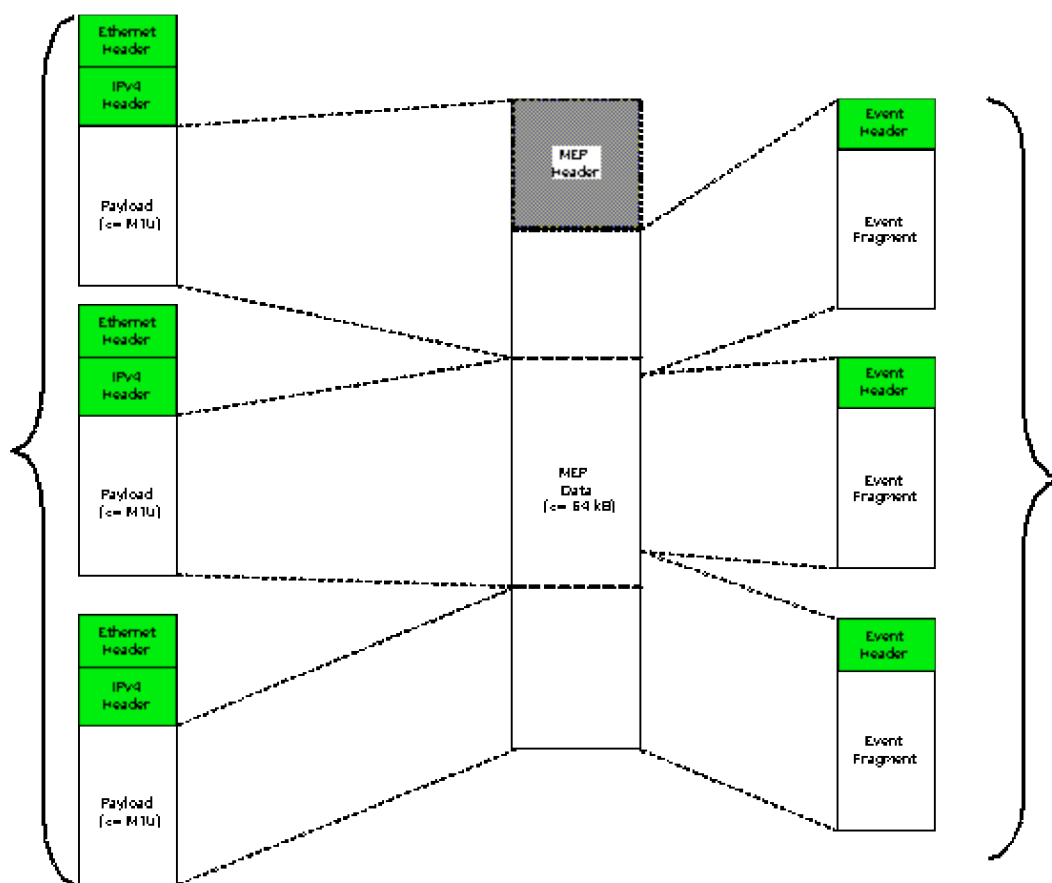 Ethernet
Header
IPv4
Header
Payload
(<= MTU)
Ethernet
Header
IPv4
Header
Payload
(<= MTU)
Ethernet
Header
IPv4
Header
Payload
(<= MTU)
MEP
Header
MEP
Data
(<= 64 kB)
Event
Header
Event
Fragment
Event
Header
Event
Fragment
Event
Header
Event
Fragment